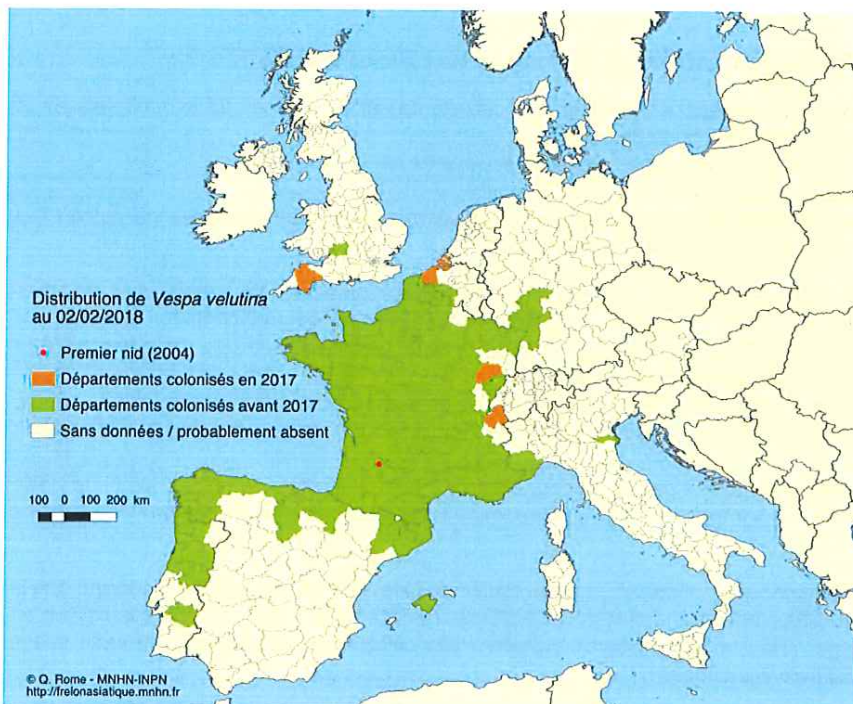 Distribution de Vespa velutina
au 02/02/2018
Premier nid (2004)
Départements colonisés en 2017
Départements colonisés avant 2017
Sans données / probablement absent
100 0 100 200 km
© Q. Rome - MNHN-INPN
http://frelonasiatique.mnhn.fr